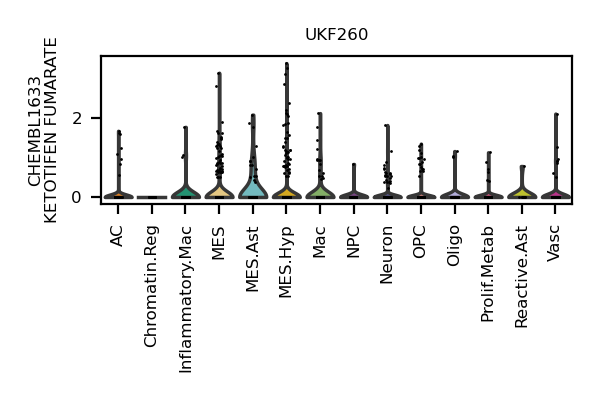 UKF260
CHEMBL1633
KETOTIFEN FUMARATE
2
0
AC
Chromatin.Reg
Inflammatory.Mac
MES
MES.Ast
MES.Hyp
Mac
NPC
Neuron
OPC
Oligo
Prolif.Metab
Reactive.Ast
Vasc